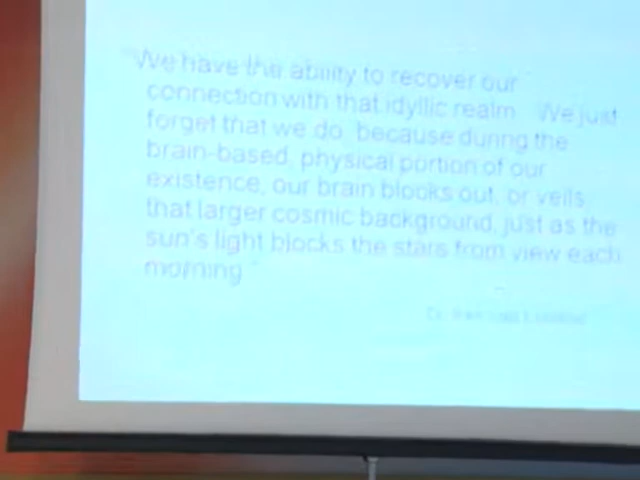 "We have the ability to recover our
connection with that idyllic realm. We just
forget that we do, because during the
brain-based, physical portion of our
existence, our brain blocks out, or veils,
that larger cosmic background, just as the
sun's light blocks the stars from view each
morning."